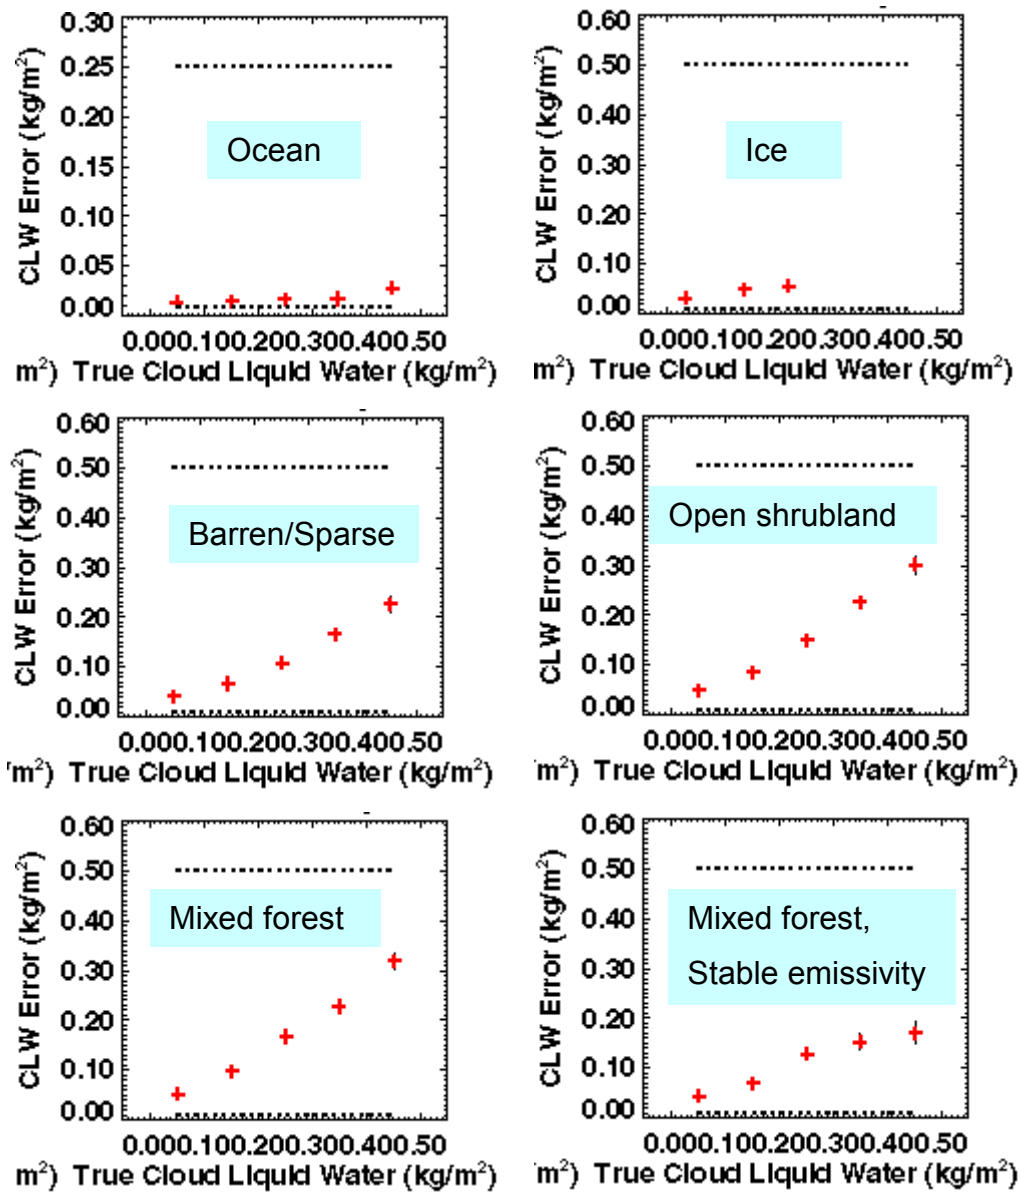 0.30
0.25
0.20
0.15
0.10
0.05
0.00
CLW Error (kg/m²)
Ocean
0.000.100.200.300.400.50
m²) True Cloud Liquid Water (kg/m²)
0.60
0.50
0.40
0.30
0.20
0.10
0.00
CLW Error (kg/m²)
Ice
0.000.100.200.300.400.50
m²) True Cloud Liquid Water (kg/m²)
0.60
0.50
0.40
0.30
0.20
0.10
0.00
CLW Error (kg/m²)
Barren/Sparse
0.000.100.200.300.400.50
m²) True Cloud Liquid Water (kg/m²)
0.60
0.50
0.40
0.30
0.20
0.10
0.00
CLW Error (kg/m²)
Open shrubland
0.000.100.200.300.400.50
m²) True Cloud Liquid Water (kg/m²)
0.60
0.50
0.40
0.30
0.20
0.10
0.00
CLW Error (kg/m²)
Mixed forest
0.000.100.200.300.400.50
m²) True Cloud Liquid Water (kg/m²)
0.60
0.50
0.40
0.30
0.20
0.10
0.00
CLW Error (kg/m²)
Mixed forest,
Stable emissivity
0.000.100.200.300.400.50
m²) True Cloud Liquid Water (kg/m²)